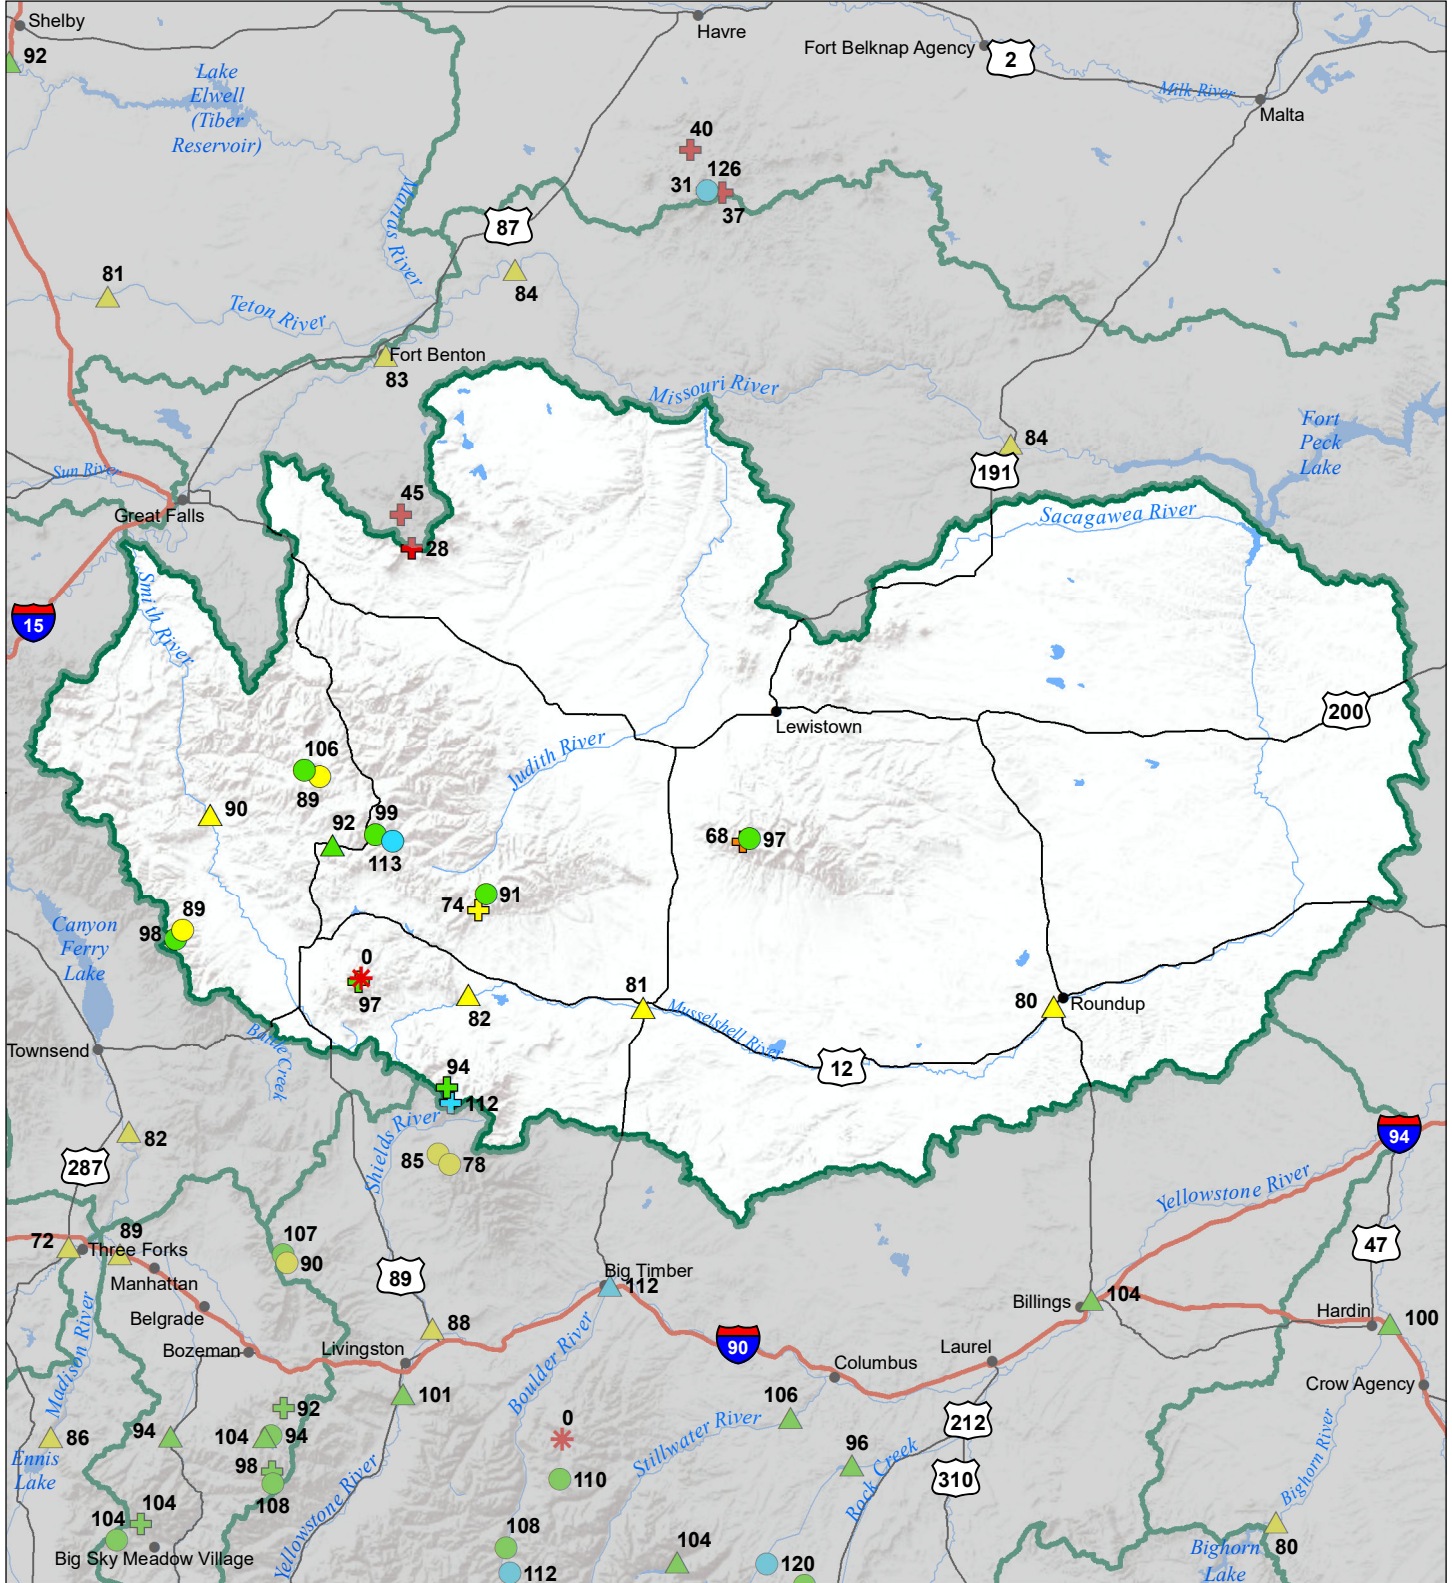 Shelby
92
Havre
Fort Belknap Agency
2
Lake
Elwell
(Tiber
Reservoir)
Milk River
Malta
40
126
31
37
Marias River
87
81
84
Teton River
Fort Benton
83
Missouri River
84
191
Fort
Peck
Lake
Sun River
Great Falls
45
28
Sacagawea River
Smith River
15
200
Lewistown
Judith River
106
89
90
92
99
113
68
97
91
74
89
98
Canyon
Ferry
Lake
0
97
82
81
80
Roundup
Musselshell River
12
Townsend
Battle Creek
94
112
Shields River
82
287
85
78
94
Yellowstone River
72
89
Three Forks
107
90
Manhattan
Belgrade
Bozeman
Madison River
89
47
Big Timber
112
Billings
104
Hardin
100
88
Livingston
90
Laurel
Columbus
Crow Agency
101
Boulder River
106
212
92
86
94
104
94
0
Stillwater River
96
Rock Creek
310
Bighorn River
Ennis
Lake
98
108
110
Yellowstone River
104
104
108
104
120
80
Big Sky Meadow Village
112
Bighorn
Lake